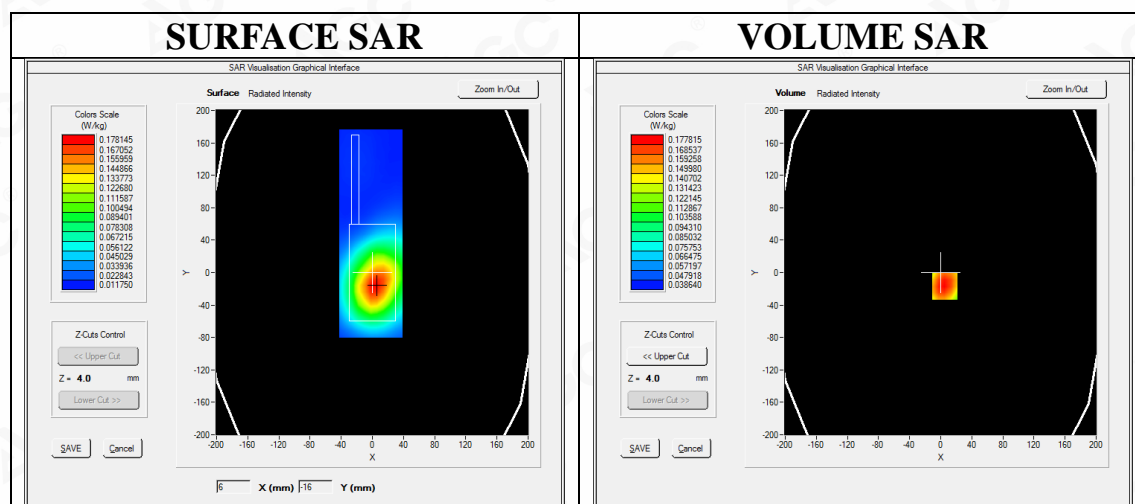 SURFACE SAR
SAR Visualisation Graphical Interface
Surface Radiated Intensity
Zoom In/Out
Colors Scale
(W/kg)
0.178145
0.167052
0.155959
0.144866
0.133773
0.122680
0.111587
0.100494
0.089401
0.078308
0.067215
0.056122
0.045029
0.033936
0.022843
0.011750
Z-Cuts Control
<< Upper Cut
Z = 4.0 mm
Lower Cut >>
SAVE Cancel
200
160
120
80
40
0
-40
-80
-120
-160
-200
Y
-200 -160 -120 -80 -40 0 40 80 120 160 200
X
6 X (mm) -16 Y (mm)
VOLUME SAR
SAR Visualisation Graphical Interface
Volume Radiated Intensity
Zoom In/Out
Colors Scale
(W/kg)
0.177815
0.168537
0.159258
0.149980
0.140702
0.131423
0.122145
0.112867
0.103588
0.094310
0.085032
0.075753
0.066475
0.057197
0.047918
0.038640
Z-Cuts Control
<< Upper Cut
Z = 4.0 mm
Lower Cut >>
SAVE Cancel
200
160
120
80
40
0
-40
-80
-120
-160
-200
Y
-200 -160 -120 -80 -40 0 40 80 120 160 200
X